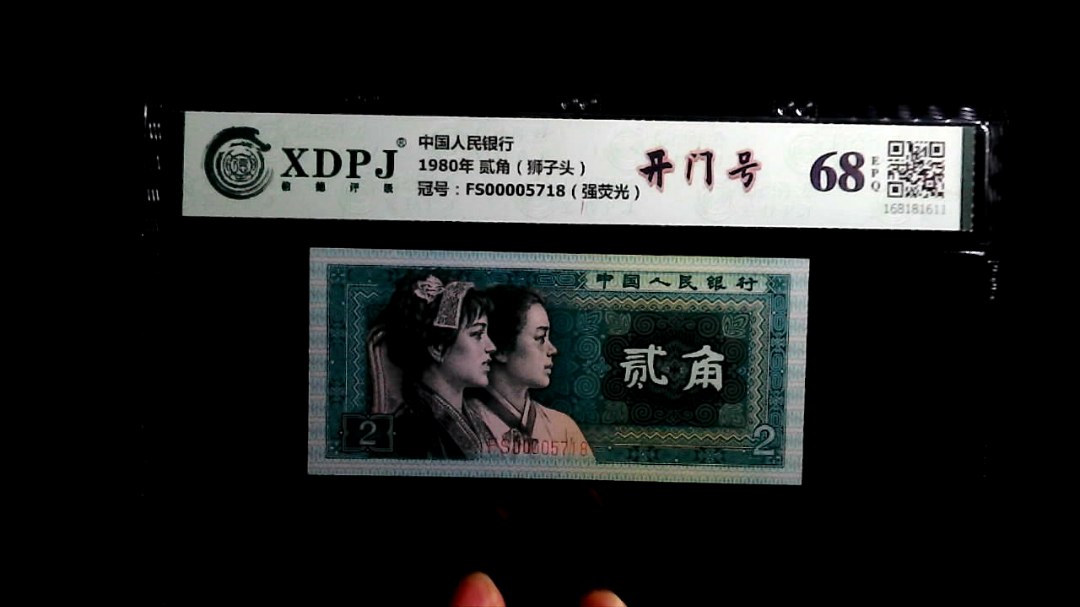 XDPJ®
中国人民银行
1980年 贰角（狮子头）
冠号：FS00005718（强荧光）
开门号
68
EPQ
168181611
中国人民银行
贰角
2
2
FS00005718